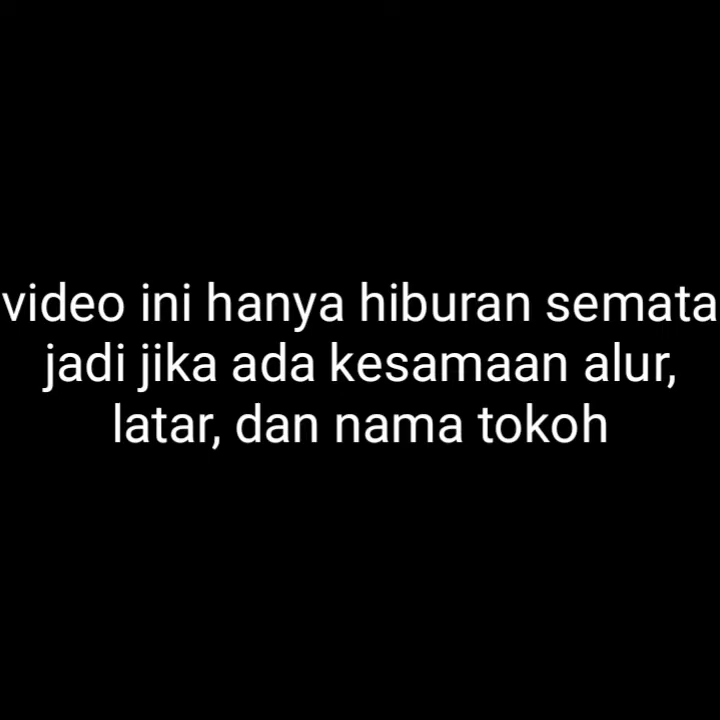 video ini hanya hiburan semata
jadi jika ada kesamaan alur,
latar, dan nama tokoh